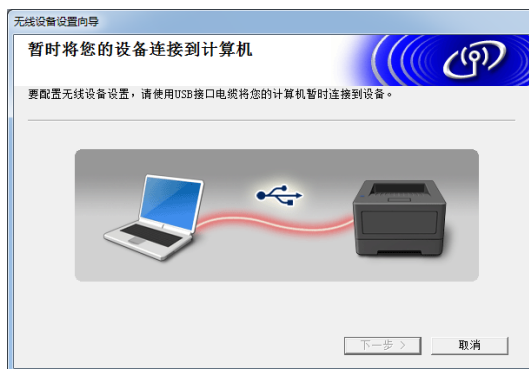 无线设备设置向导
暂时将您的设备连接到计算机
要配置无线设备设置，请使用USB接口电缆将您的计算机暂时连接到设备。
下一步 >
取消